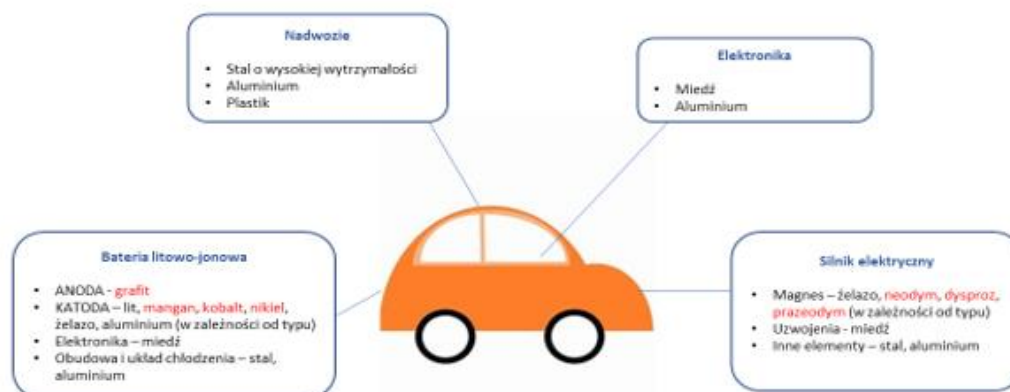 Nadwozie
• Stal o wysokiej wytrzymałości
• Aluminium
• Plastik
Elektronika
• Miedź
• Aluminium
Bateria litowo-jonowa
• ANODA - grafit
• KATODA – lit, mangan, kobalt, nikiel,
żelazo, aluminium (w zależności od typu)
• Elektronika – miedź
• Obudowa i układ chłodzenia – stal,
aluminium
Silnik elektryczny
• Magnes – żelazo, neodym, dysproz,
prazeodym (w zależności od typu)
• Uzwojenia - miedź
• Inne elementy – stal, aluminium